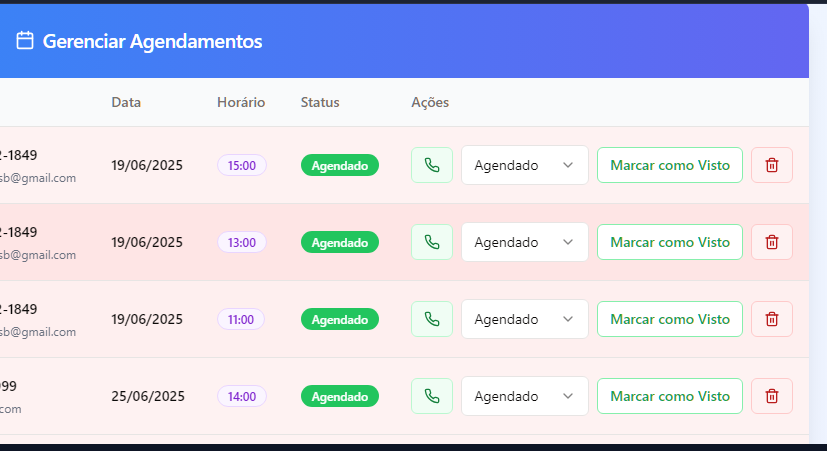 Gerenciar Agendamentos
Data Horário Status Ações
2-1849
sb@gmail.com
19/06/2025 15:00 Agendado Agendado Marcar como Visto
2-1849
sb@gmail.com
19/06/2025 13:00 Agendado Agendado Marcar como Visto
2-1849
sb@gmail.com
19/06/2025 11:00 Agendado Agendado Marcar como Visto
999
.com
25/06/2025 14:00 Agendado Agendado Marcar como Visto